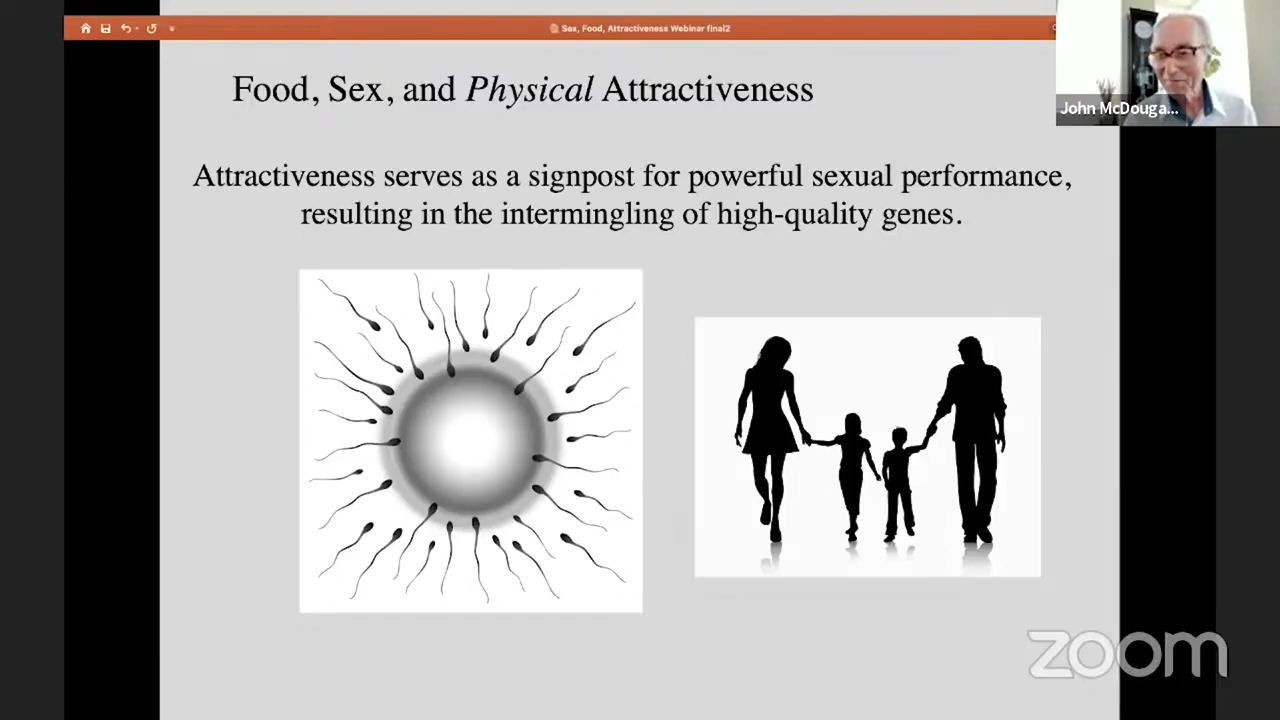 Sex, Food, Attractiveness Webinar final2
Food, Sex, and Physical Attractiveness
John McDouga...
Attractiveness serves as a signpost for powerful sexual performance,
resulting in the intermingling of high-quality genes.
zoom